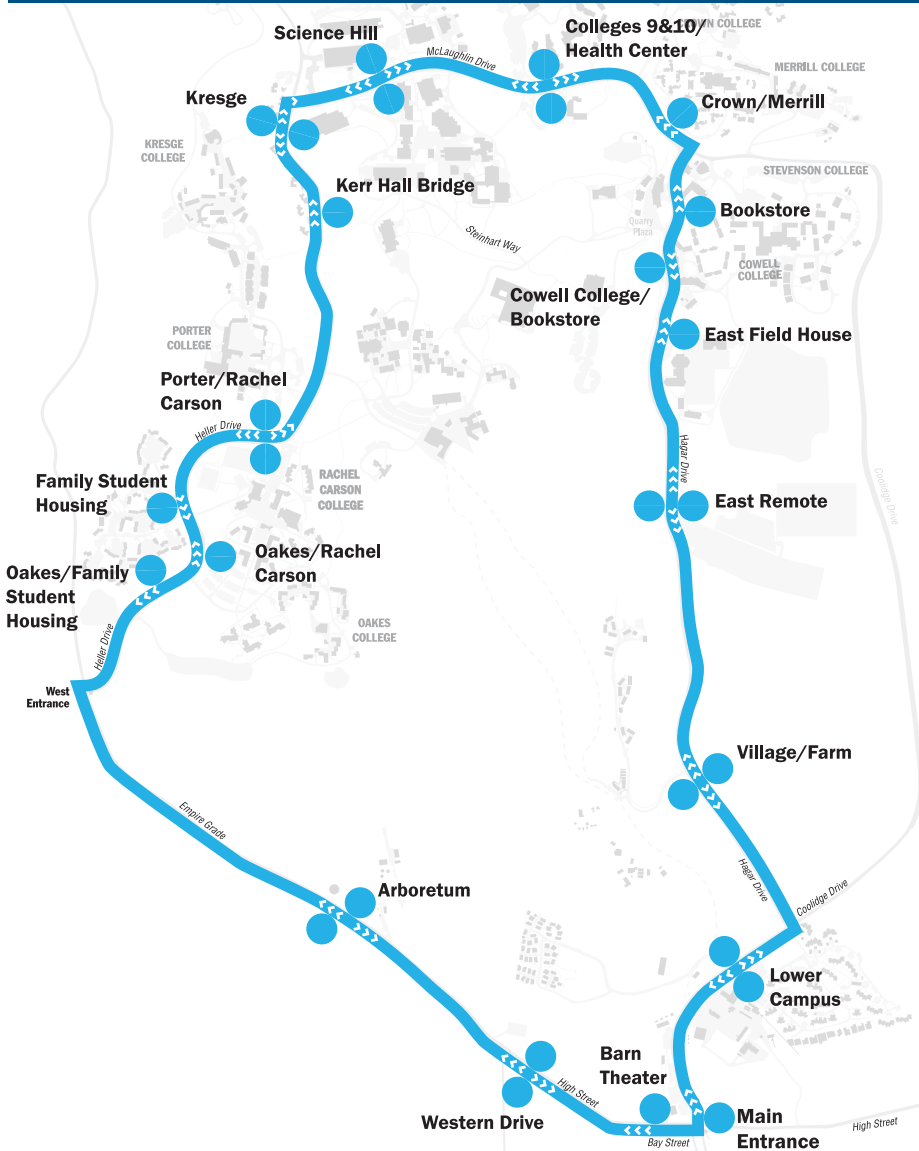 Science Hill
McLaughlin Drive
Colleges 9&10/
Health Center
CROWN COLLEGE
MERRILL COLLEGE
Kresge
Crown/Merrill
KRESGE
COLLEGE
STEVENSON COLLEGE
Kerr Hall Bridge
Bookstore
Quarry
Plaza
Steinhart Way
COWELL
COLLEGE
Cowell College/
Bookstore
East Field House
PORTER
COLLEGE
Porter/Rachel
Carson
Heller Drive
Hagar Drive
Family Student
Housing
RACHEL
CARSON
COLLEGE
Coolidge Drive
East Remote
Oakes/Rachel
Carson
Oakes/Family
Student
Housing
OAKES
COLLEGE
Heller Drive
West
Entrance
Village/Farm
Empire Grade
Hagar Drive
Arboretum
Coolidge Drive
Lower
Campus
Barn
Theater
High Street
Western Drive
Main
Entrance
Bay Street
High Street